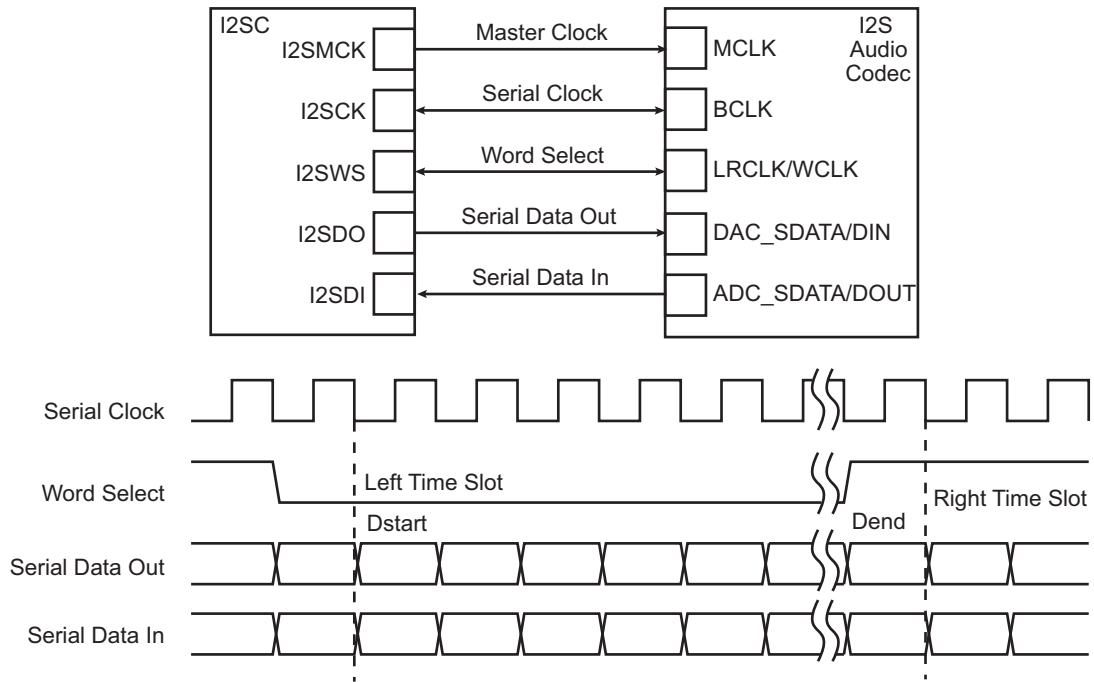 I2SC
I2S
Audio
Codec
I2SMCK
Master Clock
MCLK
I2SCK
Serial Clock
BCLK
I2SWS
Word Select
LRCLK/WCLK
I2SDO
Serial Data Out
DAC_SDATA/DIN
I2SDI
Serial Data In
ADC_SDATA/DOUT
Serial Clock
Word Select
Left Time Slot
Right Time Slot
Dstart
Dend
Serial Data Out
Serial Data In